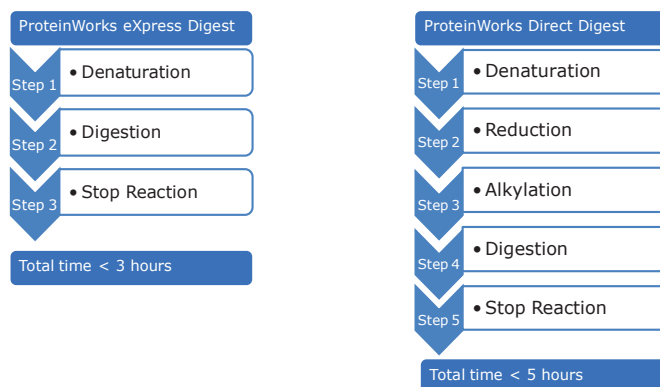 ProteinWorks eXpress Digest
Step 1
• Denaturation
Step 2
• Digestion
Step 3
• Stop Reaction
Total time < 3 hours
ProteinWorks Direct Digest
Step 1
• Denaturation
Step 2
• Reduction
Step 3
• Alkylation
Step 4
• Digestion
Step 5
• Stop Reaction
Total time < 5 hours